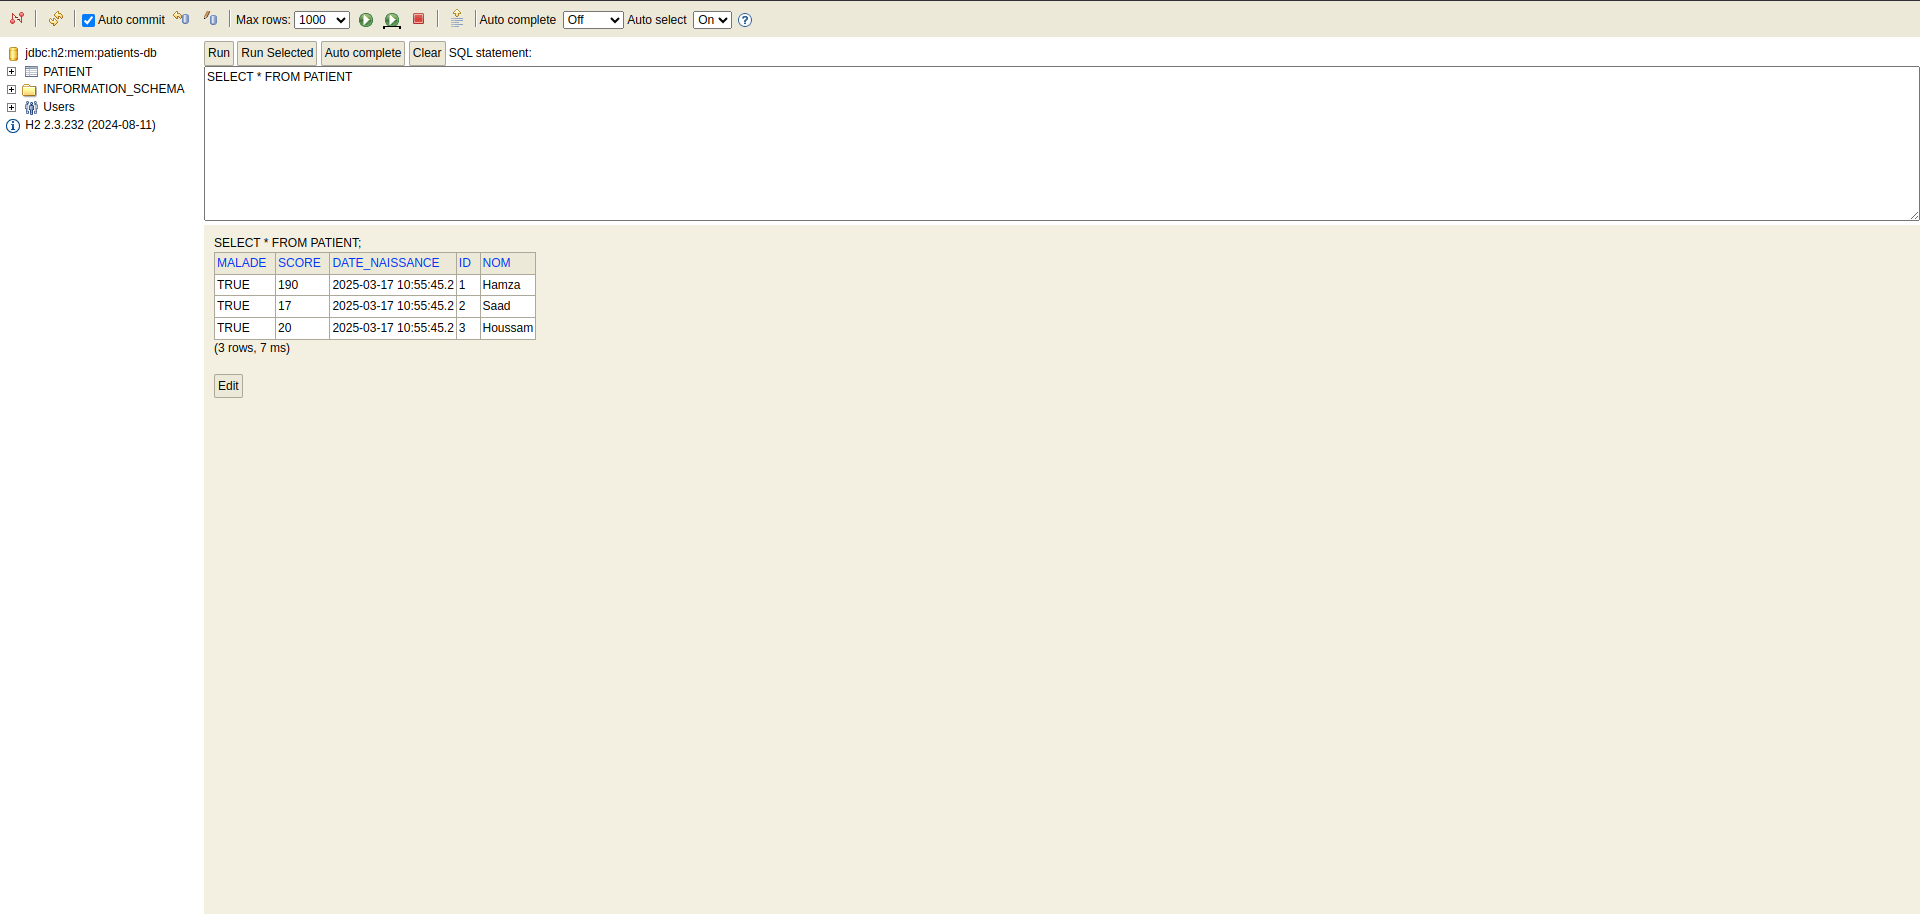 Auto commit Max rows: 1000 Auto complete Off Auto select On
jdbc:h2:mem:patients-db
PATIENT
INFORMATION_SCHEMA
Users
H2 2.3.232 (2024-08-11)
Run Run Selected Auto complete Clear SQL statement:
SELECT * FROM PATIENT
SELECT * FROM PATIENT;
MALADE SCORE DATE_NAISSANCE ID NOM
TRUE 190 2025-03-17 10:55:45.2 1 Hamza
TRUE 17 2025-03-17 10:55:45.2 2 Saad
TRUE 20 2025-03-17 10:55:45.2 3 Houssam
(3 rows, 7 ms)
Edit